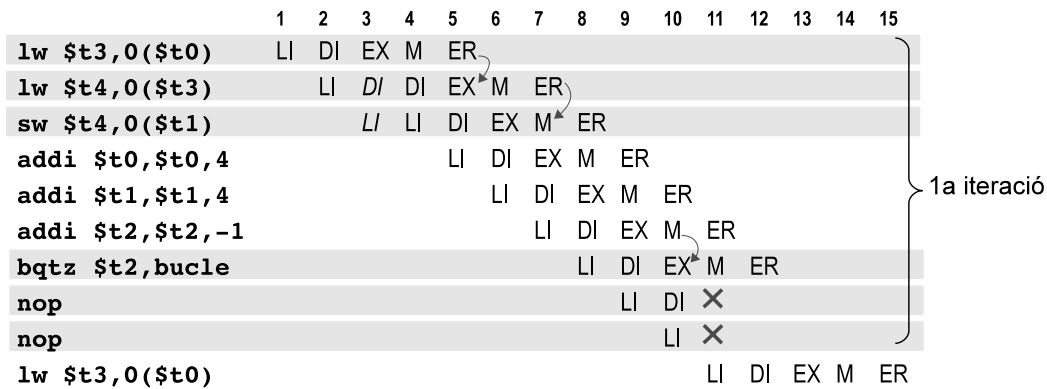 1 2 3 4 5 6 7 8 9 10 11 12 13 14 15
lw $t3,0($t0) LI DI EX M ER
lw $t4,0($t3) LI DI DI EX M ER
sw $t4,0($t1) LI LI DI EX M ER
addi $t0,$t0,4 LI DI EX M ER
addi $t1,$t1,4 LI DI EX M ER
addi $t2,$t2,-1 LI DI EX M ER
bqtz $t2,bucle LI DI EX M ER
nop LI DI ✕
nop LI ✕
lw $t3,0($t0) LI DI EX M ER
1a iteració